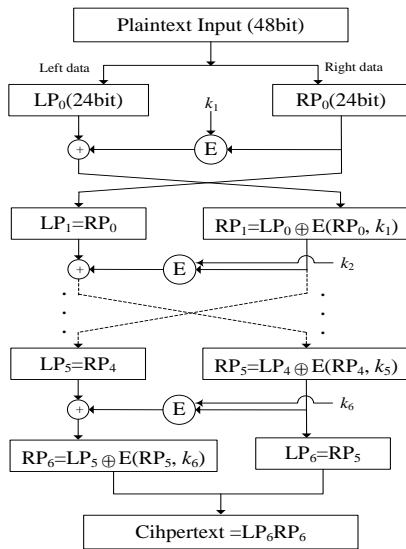 Plaintext Input (48bit)
Left data
Right data
LP₀(24bit)
k₁
RP₀(24bit)
+
E
LP₁=RP₀
RP₁=LP₀ ⊕ E(RP₀, k₁)
+
E
k₂
LP₅=RP₄
RP₅=LP₄ ⊕ E(RP₄, k₅)
+
E
k₆
RP₆=LP₅ ⊕ E(RP₅, k₆)
LP₆=RP₅
Cihpertext =LP₆RP₆